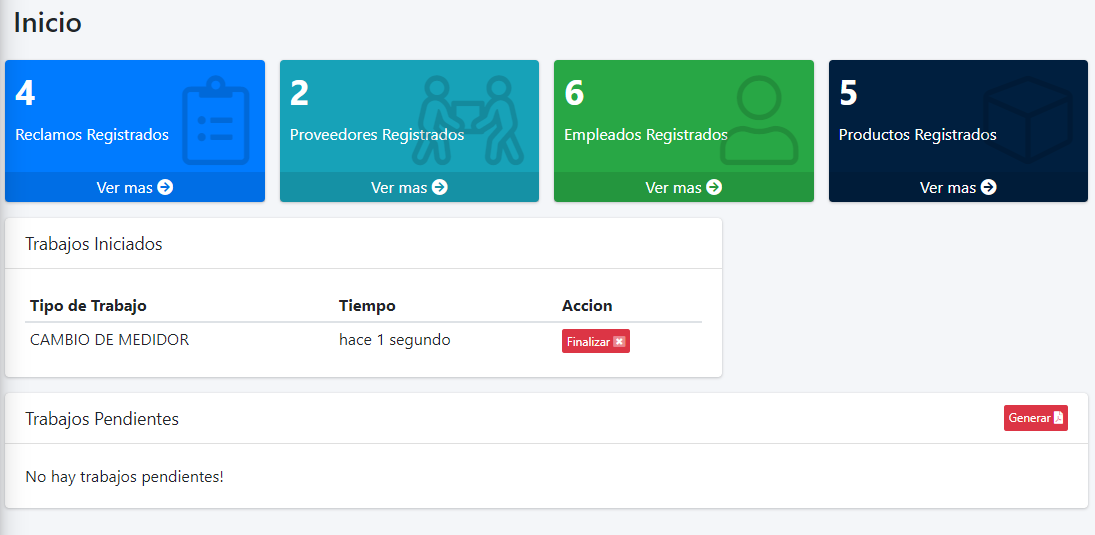 Inicio
4
Reclamos Registrados
Ver mas
2
Proveedores Registrados
Ver mas
6
Empleados Registrados
Ver mas
5
Productos Registrados
Ver mas
Trabajos Iniciados
Tipo de Trabajo Tiempo Accion
CAMBIO DE MEDIDOR hace 1 segundo Finalizar
Trabajos Pendientes Generar
No hay trabajos pendientes!